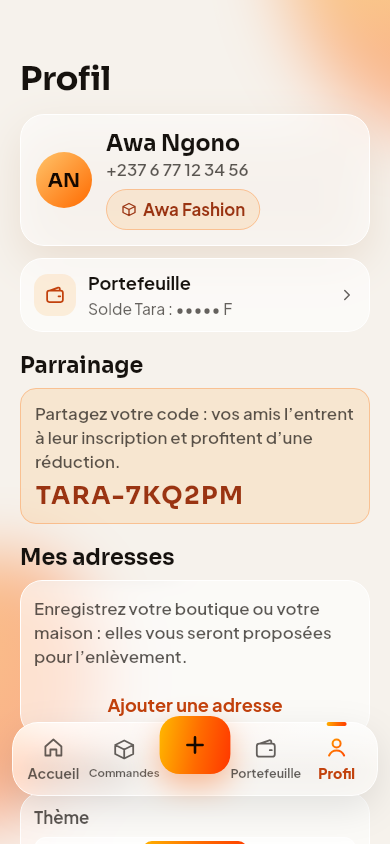 Profil
AN
Awa Ngono
+237 6 77 12 34 56
Awa Fashion
Portefeuille
Solde Tara : ••••• F
Parrainage
Partagez votre code : vos amis l’entrent
à leur inscription et profitent d’une
réduction.
TARA-7KQ2PM
Mes adresses
Enregistrez votre boutique ou votre
maison : elles vous seront proposées
pour l’enlèvement.
Ajouter une adresse
Accueil
Commandes
+
Portefeuille
Profil
Thème